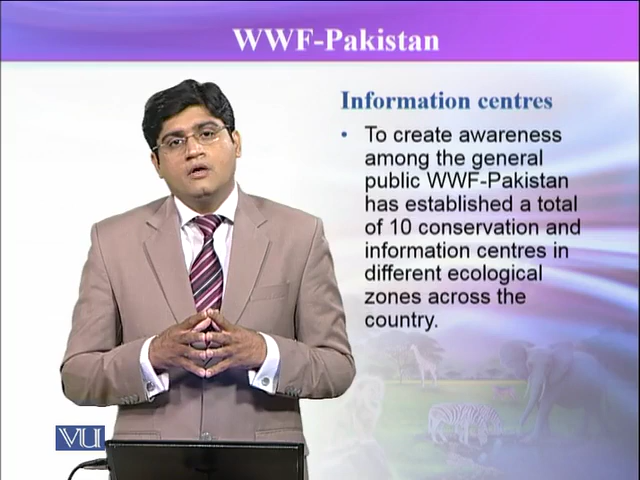 WWF-Pakistan
Information centres
• To create awareness
among the general
public WWF-Pakistan
has established a total
of 10 conservation and
information centres in
different ecological
zones across the
country.
VU